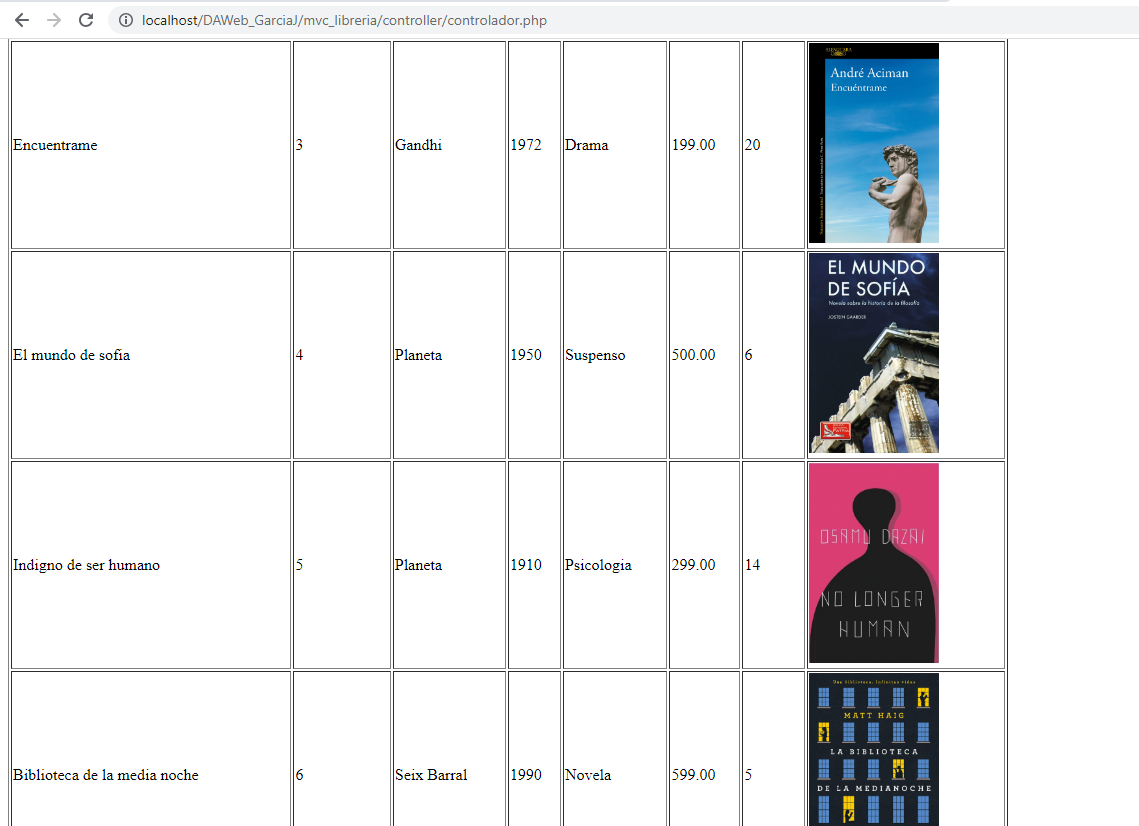 localhost/DAWeb_GarciaJ/mvc_libreria/controller/controlador.php
Encuentrame 3 Gandhi 1972 Drama 199.00 20
ALFAGUARA
André Aciman
Encuéntrame
El mundo de sofía 4 Planeta 1950 Suspenso 500.00 6
EL MUNDO
DE SOFÍA
Novela sobre la historia de la filosofía
JOSTEIN GAARDER
PATRIA
Indigno de ser humano 5 Planeta 1910 Psicologia 299.00 14
OSAMU DAZAI
NO LONGER
HUMAN
Biblioteca de la media noche 6 Seix Barral 1990 Novela 599.00 5
Una biblioteca. Infinitas vidas
MATT HAIG
LA BIBLIOTECA
DE LA MEDIANOCHE